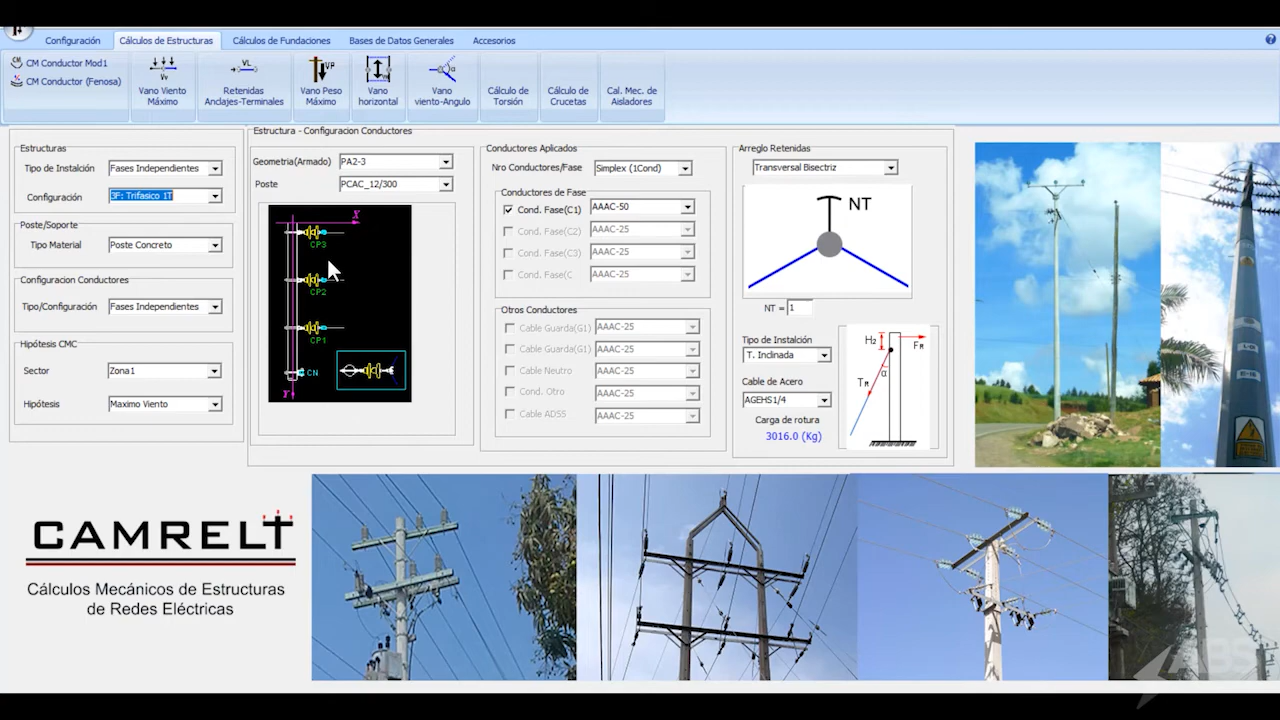 Configuración
Cálculos de Estructuras
Cálculos de Fundaciones
Bases de Datos Generales
Accesorios
CM Conductor Mod1
CM Conductor (Fenosa)
Vv
Vano Viento
Máximo
VL
Retenidas
Anclajes-Terminales
VP
Vano Peso
Máximo
Vano
horizontal
Vano
viento-Angulo
Cálculo de
Torsión
Cálculo de
Crucetas
Cal. Mec. de
Aisladores
Estructuras
Tipo de Instalción
Fases Independientes
Configuración
3F: Trifasico 1T
Poste/Soporte
Tipo Material
Poste Concreto
Configuracion Conductores
Tipo/Configuración
Fases Independientes
Hipótesis CMC
Sector
Zona1
Hipótesis
Maximo Viento
Estructura - Configuracion Conductores
Geometria(Armado)
PA2-3
Poste
PCAC_12/300
X
CP3
CP2
CP1
CN
Y
Conductores Aplicados
Nro Conductores/Fase
Simplex (1Cond)
Conductores de Fase
Cond. Fase(C1)
AAAC-50
Cond. Fase(C2)
AAAC-25
Cond. Fase(C3)
AAAC-25
Cond. Fase(C
AAAC-25
Otros Conductores
Cable Guarda(G1)
AAAC-25
Cable Guarda(G1)
AAAC-25
Cable Neutro
AAAC-25
Cond. Otro
AAAC-25
Cable ADSS
AAAC-25
Arreglo Retenidas
Transversal Bisectriz
NT
NT = 1
Tipo de Instalción
T. Inclinada
Cable de Acero
AGEHS1/4
Carga de rotura
3016.0 (Kg)
H2
FM
α
TM
CAMRELT
Cálculos Mecánicos de Estructuras
de Redes Eléctricas
ABS